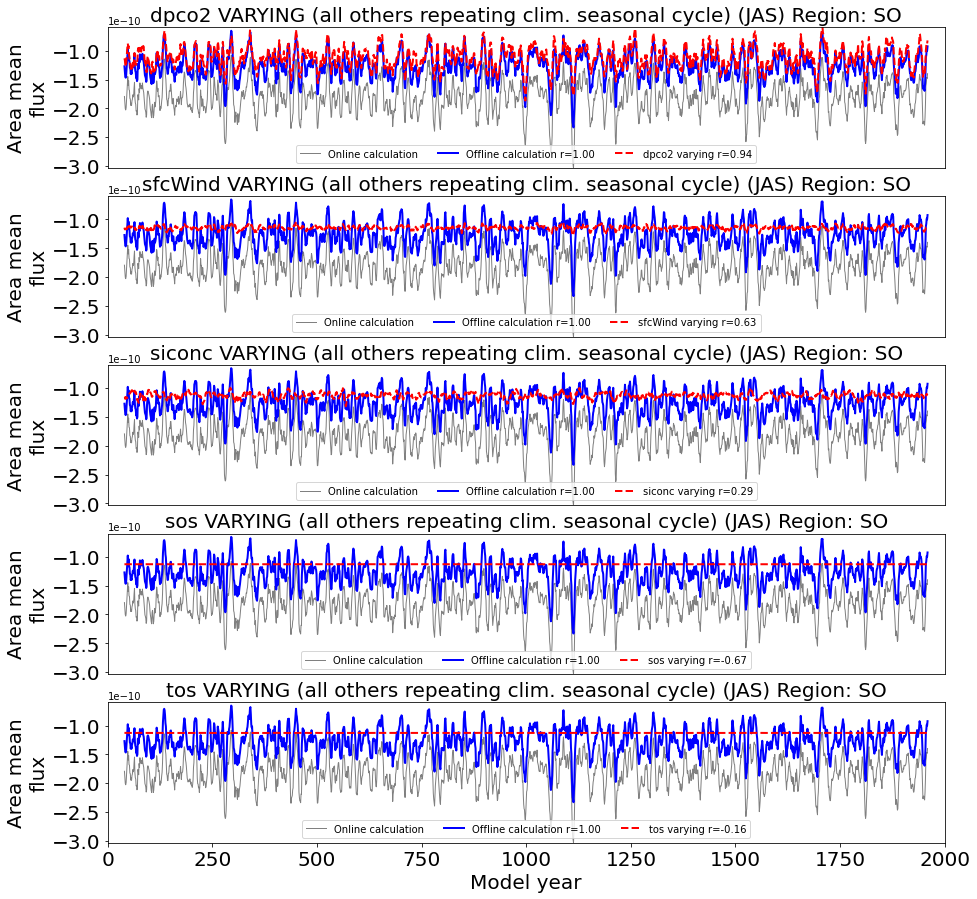 dpco2 VARYING (all others repeating clim. seasonal cycle) (JAS) Region: SO
1e−10
−1.0
−1.5
−2.0
−2.5
−3.0
Area mean
flux
Online calculation
Offline calculation r=1.00
dpco2 varying r=0.94
sfcWind VARYING (all others repeating clim. seasonal cycle) (JAS) Region: SO
1e−10
−1.0
−1.5
−2.0
−2.5
−3.0
Area mean
flux
Online calculation
Offline calculation r=1.00
sfcWind varying r=0.63
siconc VARYING (all others repeating clim. seasonal cycle) (JAS) Region: SO
1e−10
−1.0
−1.5
−2.0
−2.5
−3.0
Area mean
flux
Online calculation
Offline calculation r=1.00
siconc varying r=0.29
sos VARYING (all others repeating clim. seasonal cycle) (JAS) Region: SO
1e−10
−1.0
−1.5
−2.0
−2.5
−3.0
Area mean
flux
Online calculation
Offline calculation r=1.00
sos varying r=-0.67
tos VARYING (all others repeating clim. seasonal cycle) (JAS) Region: SO
1e−10
−1.0
−1.5
−2.0
−2.5
−3.0
Area mean
flux
Online calculation
Offline calculation r=1.00
tos varying r=-0.16
0 250 500 750 1000 1250 1500 1750 2000
Model year